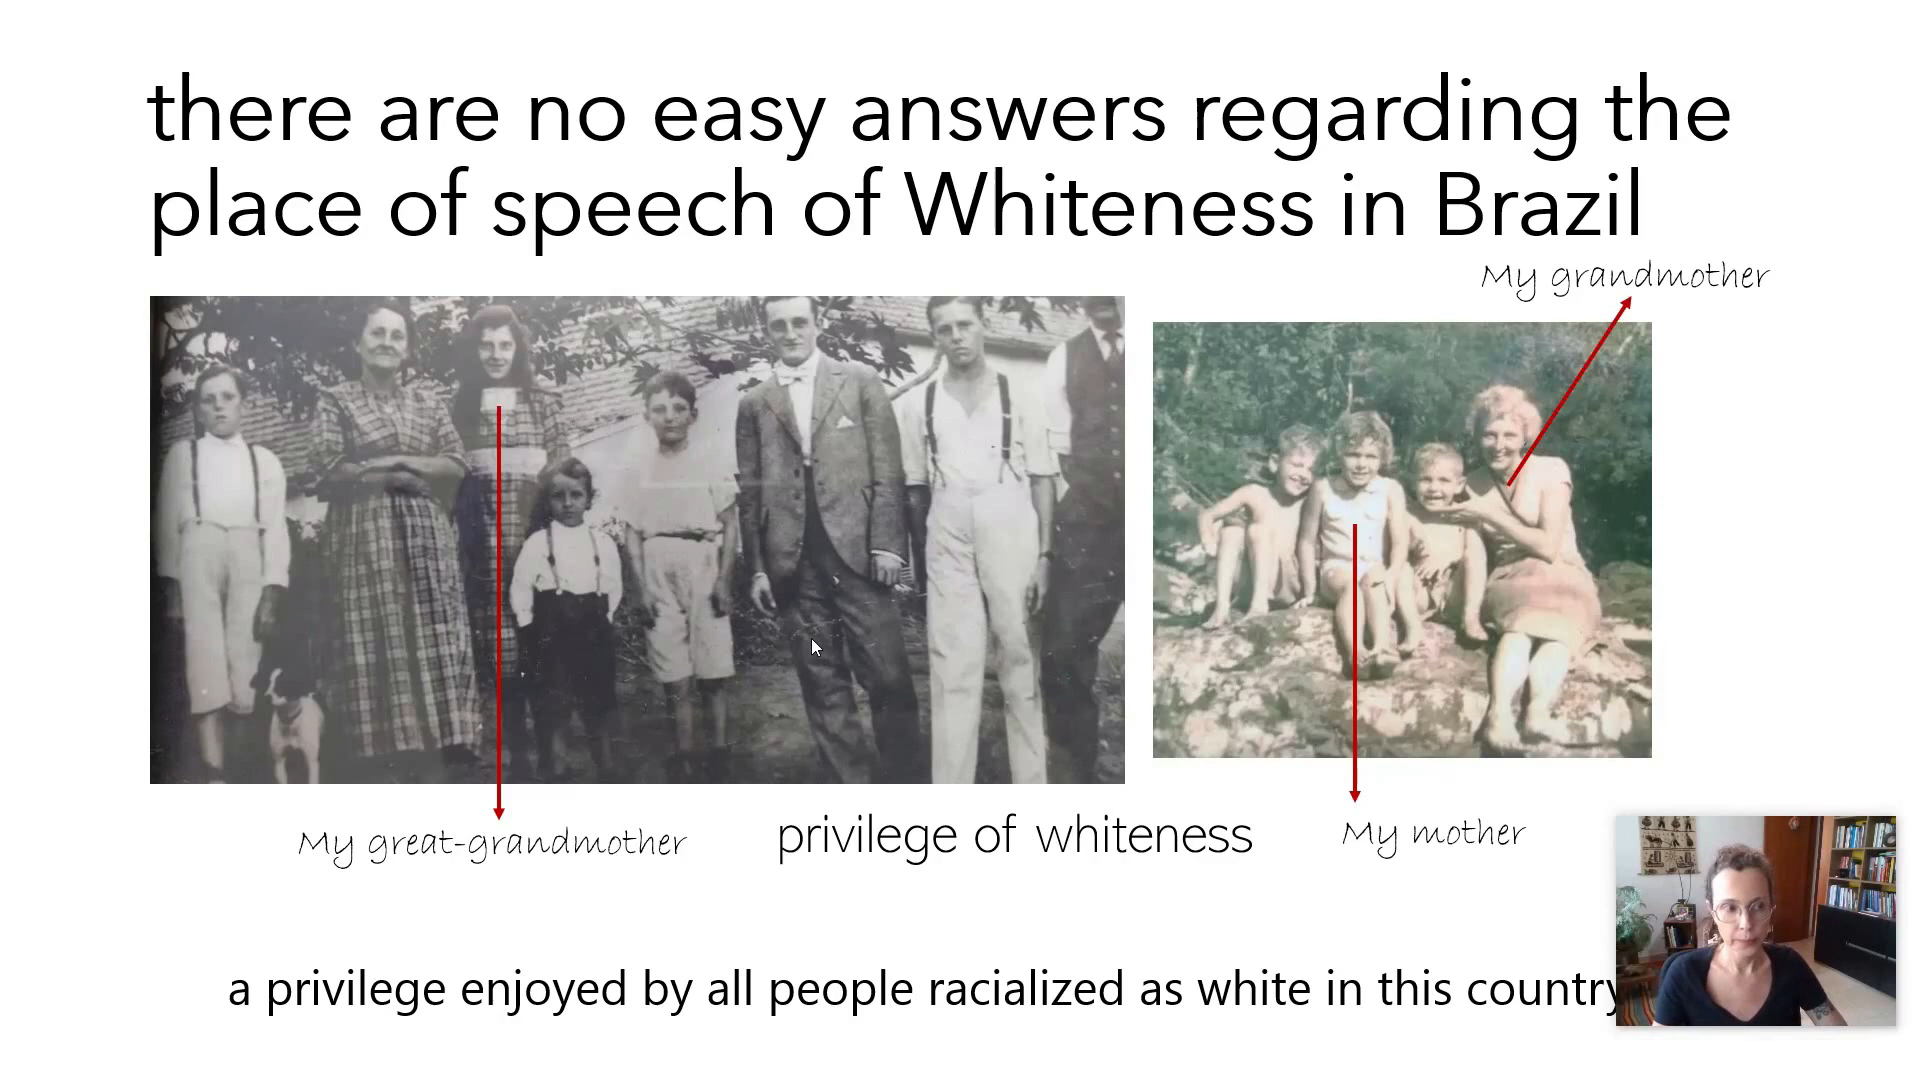 there are no easy answers regarding the
place of speech of Whiteness in Brazil
My grandmother
My great-grandmother
privilege of whiteness
My mother
a privilege enjoyed by all people racialized as white in this country